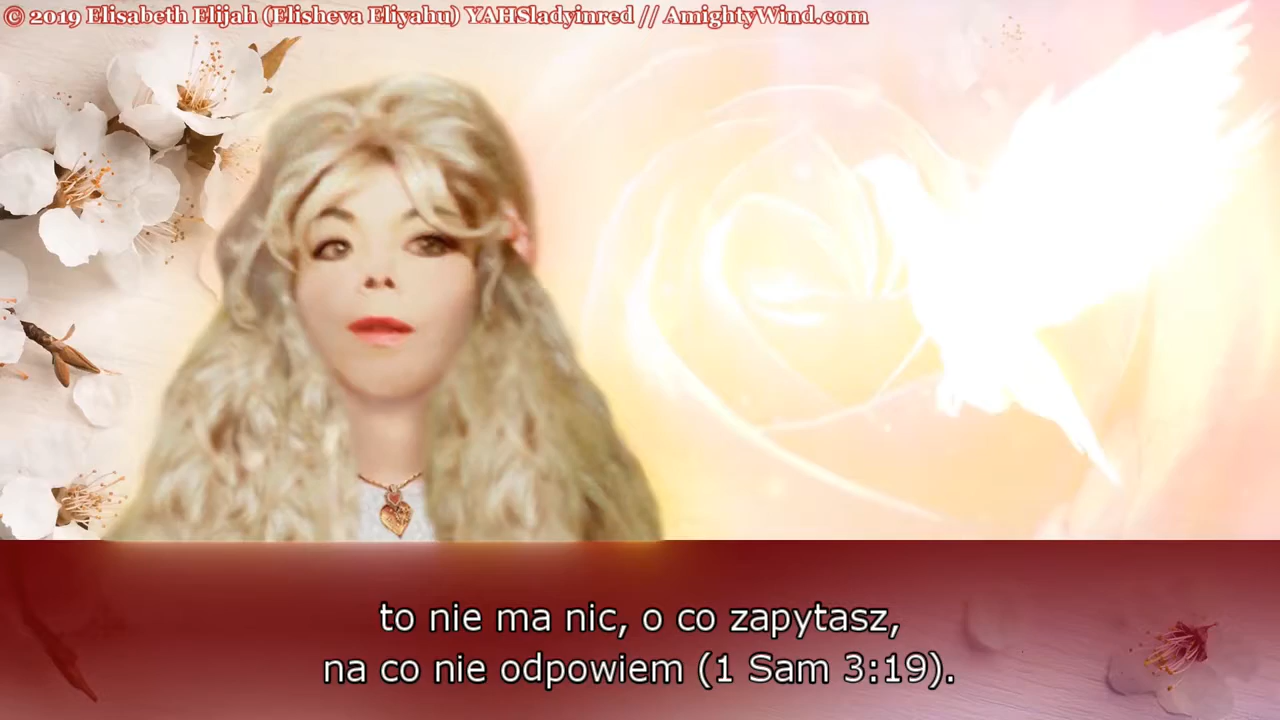 © 2019 Elisabeth Elijah (Elisheva Eliyahu) YAHSladyinred // AmightyWind.com
to nie ma nic, o co zapytasz,
na co nie odpowiem (1 Sam 3:19).